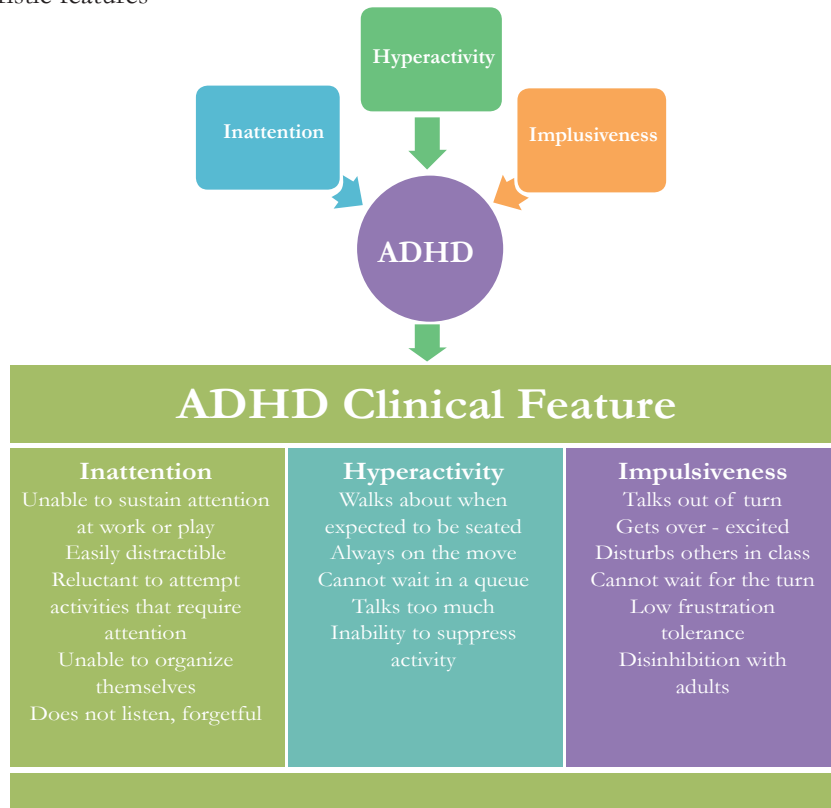 Hyperactivity
Inattention
Implusiveness
ADHD
ADHD Clinical Feature
Inattention
Unable to sustain attention
at work or play
Easily distractible
Reluctant to attempt
activities that require
attention
Unable to organize
themselves
Does not listen, forgetful
Hyperactivity
Walks about when
expected to be seated
Always on the move
Cannot wait in a queue
Talks too much
Inability to suppress
activity
Impulsiveness
Talks out of turn
Gets over - excited
Disturbs others in class
Cannot wait for the turn
Low frustration
tolerance
Disinhibition with
adults